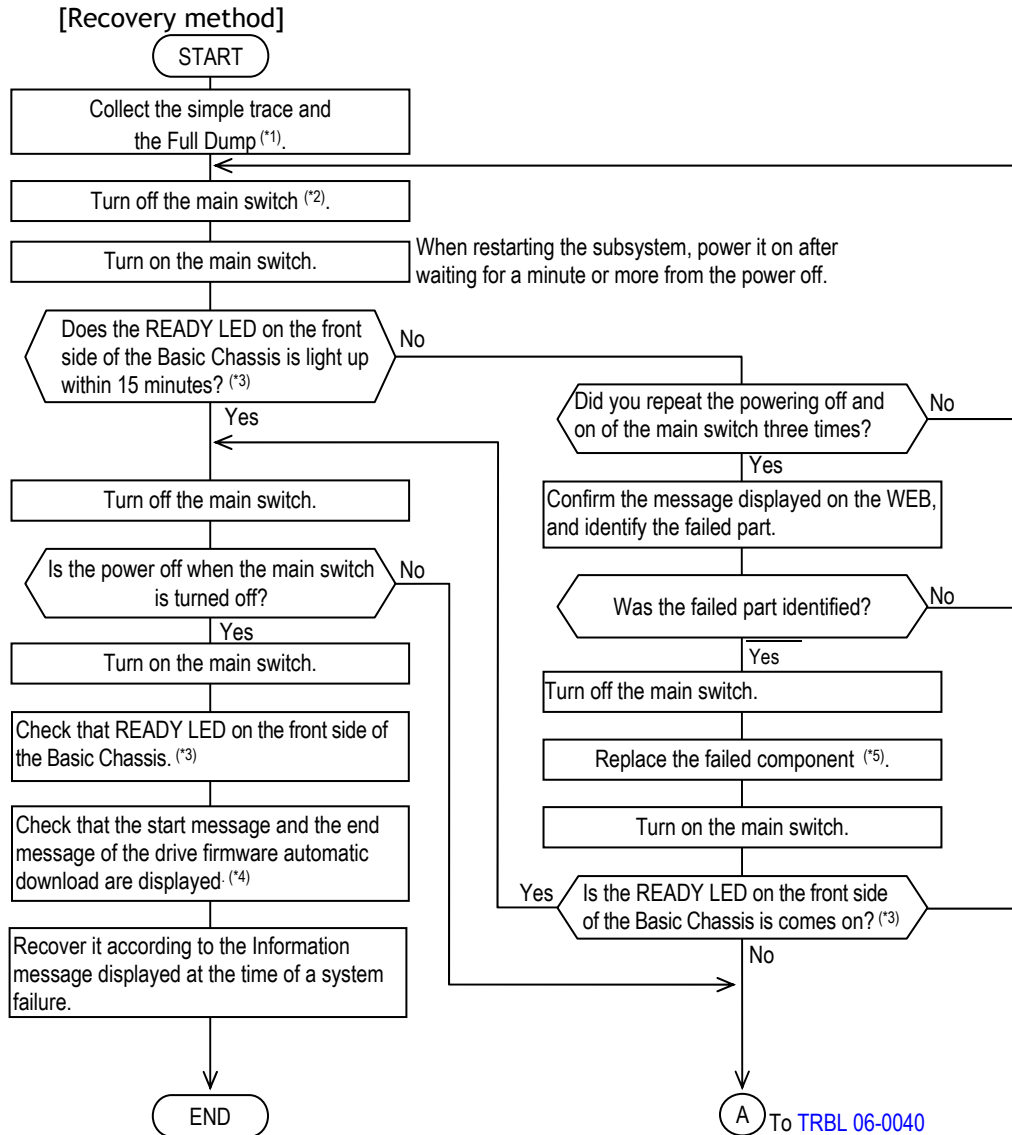 [Recovery method]
START
Collect the simple trace and
the Full Dump (*1).
Turn off the main switch (*2).
Turn on the main switch.
When restarting the subsystem, power it on after
waiting for a minute or more from the power off.
Does the READY LED on the front
side of the Basic Chassis is light up
within 15 minutes? (*3)
No
Yes
Did you repeat the powering off and
on of the main switch three times?
No
Yes
Turn off the main switch.
Confirm the message displayed on the WEB,
and identify the failed part.
Is the power off when the main switch
is turned off?
No
Yes
Was the failed part identified?
No
Yes
Turn on the main switch.
Turn off the main switch.
Check that READY LED on the front side of
the Basic Chassis. (*3)
Replace the failed component (*5).
Check that the start message and the end
message of the drive firmware automatic
download are displayed. (*4)
Turn on the main switch.
Yes
Is the READY LED on the front side
of the Basic Chassis is comes on? (*3)
No
Recover it according to the Information
message displayed at the time of a system
failure.
END
A
To TRBL 06-0040